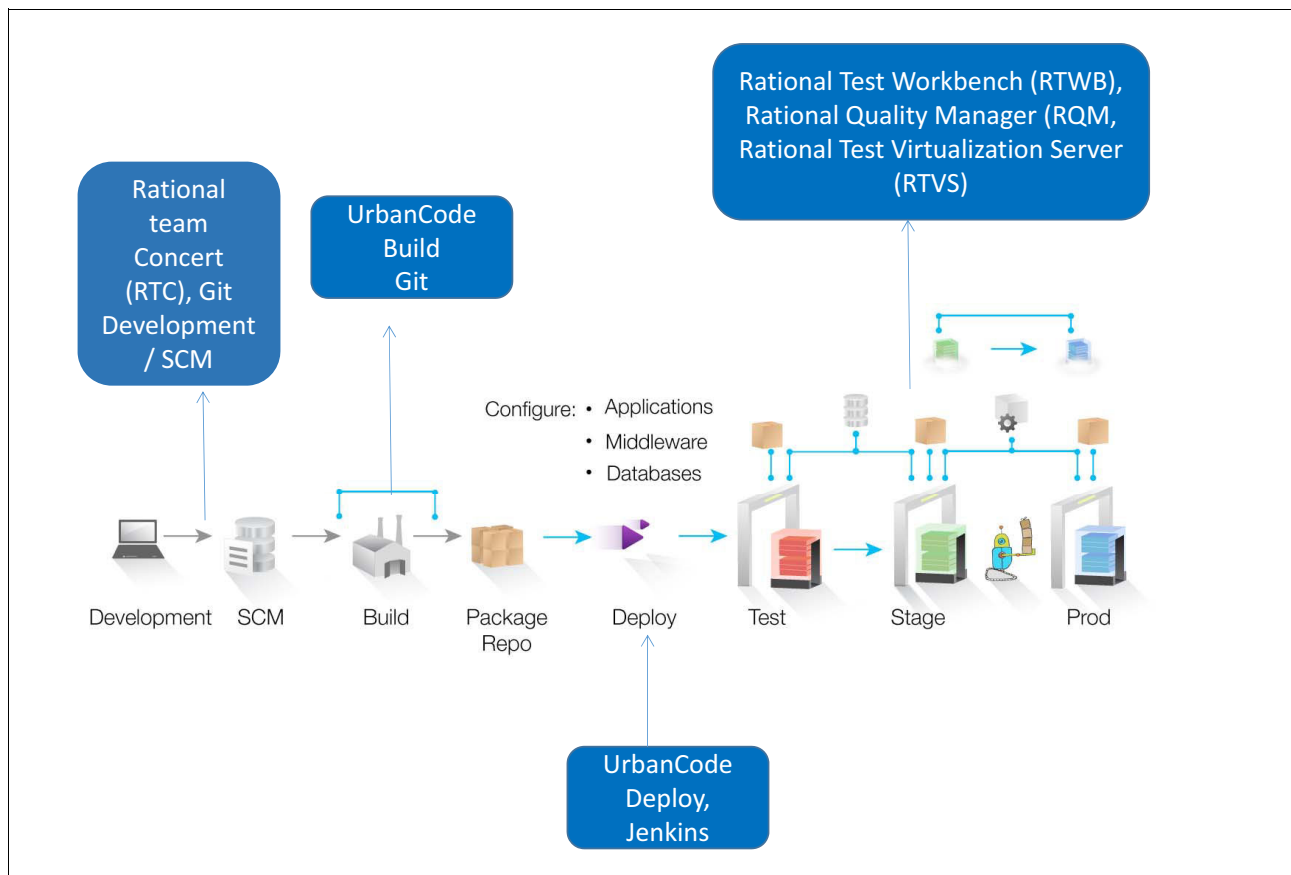 Rational Test Workbench (RTWB),
Rational Quality Manager (RQM,
Rational Test Virtualization Server
(RTVS)
Rational
team
Concert
(RTC), Git
Development
/ SCM
UrbanCode
Build
Git
Configure: • Applications
• Middleware
• Databases
Development
SCM
Build
Package
Repo
Deploy
Test
Stage
Prod
UrbanCode
Deploy,
Jenkins